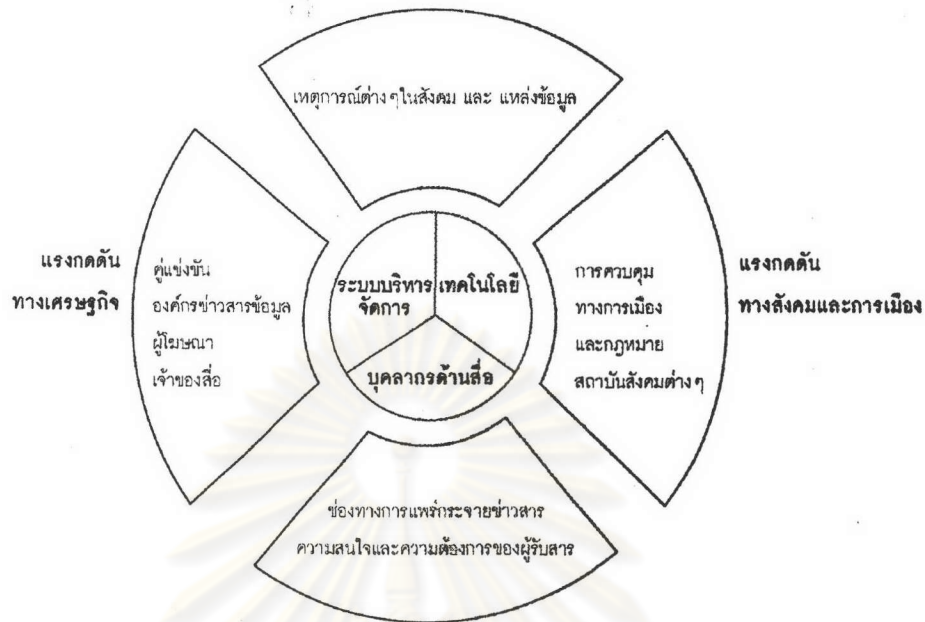 เหตุการณ์ต่างๆในสังคม และ แหล่งข้อมูล
แรงกดดัน
ทางเศรษฐกิจ
คู่แข่งขัน
องค์กรข่าวสารข้อมูล
ผู้โฆษณา
เจ้าของสื่อ
ระบบบริหาร
จัดการ
เทคโนโลยี
บุคลากรด้านสื่อ
การควบคุม
ทางการเมือง
และกฎหมาย
สถาบันสังคมต่างๆ
แรงกดดัน
ทางสังคมและการเมือง
ช่องทางการแพร่กระจายข่าวสาร
ความสนใจและความต้องการของผู้รับสาร